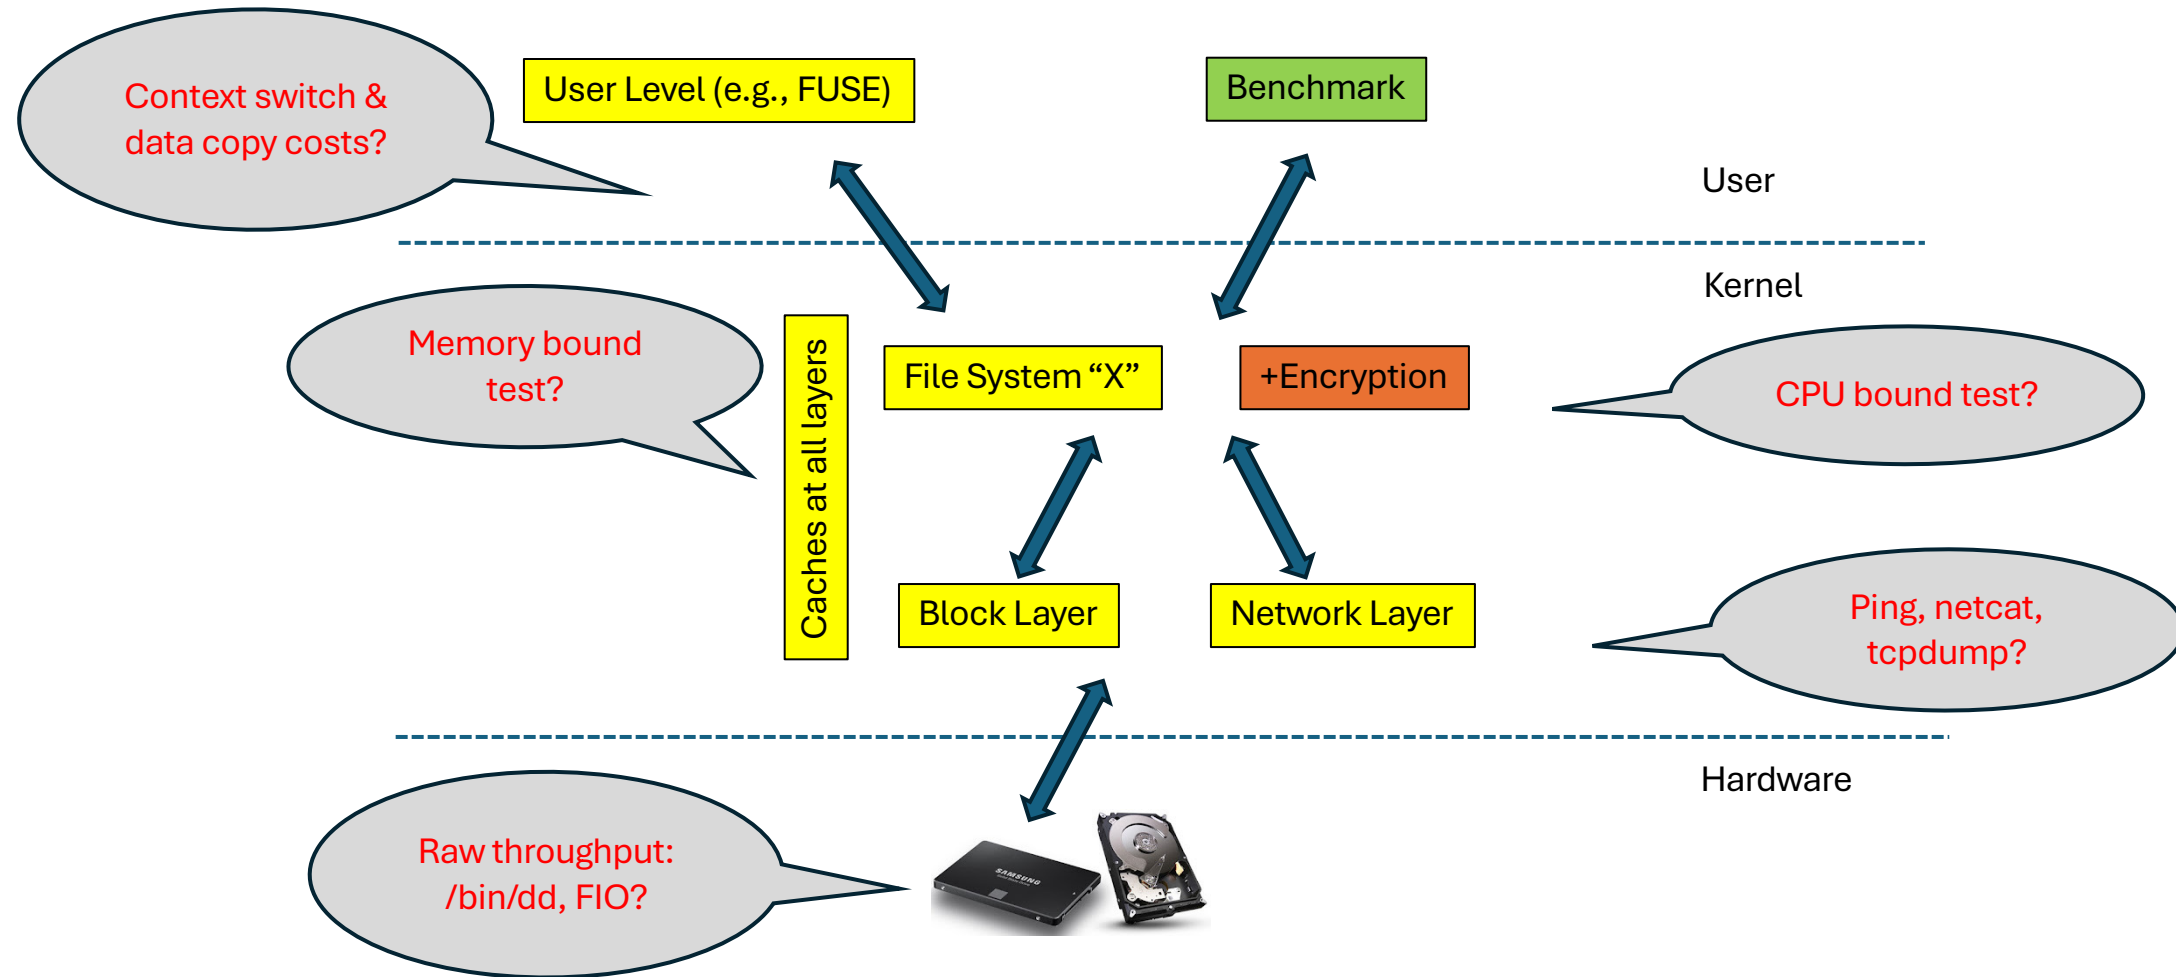 Context switch &
data copy costs?
User Level (e.g., FUSE)
Benchmark
User
Kernel
Memory bound
test?
Caches at all layers
File System “X”
+Encryption
CPU bound test?
Block Layer
Network Layer
Ping, netcat,
tcpdump?
Hardware
Raw throughput:
/bin/dd, FIO?
SAMSUNG